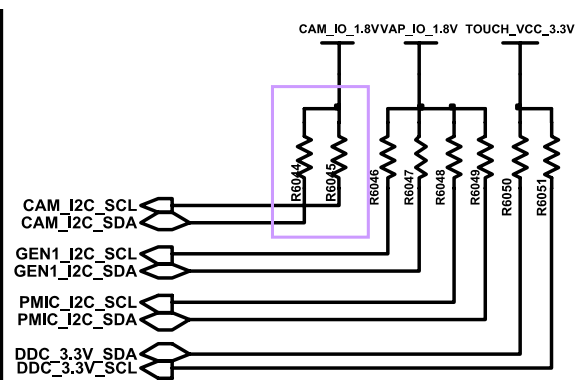 CAM_IO_1.8V VAP_IO_1.8V TOUCH_VCC_3.3V
R6044 R6045 R6046 R6047 R6048 R6049 R6050 R6051
CAM_I2C_SCL
CAM_I2C_SDA
GEN1_I2C_SCL
GEN1_I2C_SDA
PMIC_I2C_SCL
PMIC_I2C_SDA
DDC_3.3V_SDA
DDC_3.3V_SCL